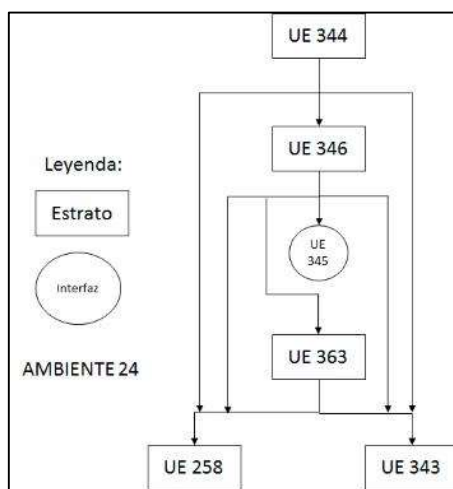 UE 344
UE 346
Leyenda:
Estrato
UE
345
Interfaz
UE 363
AMBIENTE 24
UE 258
UE 343